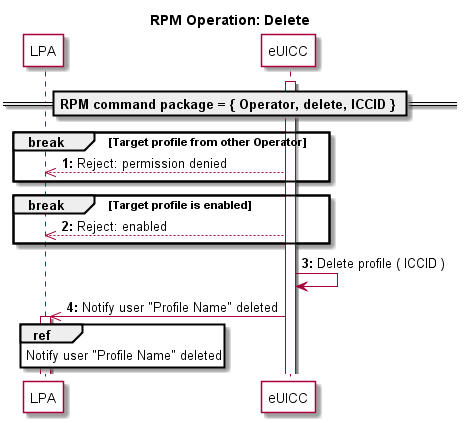 RPM Operation: Delete
LPA
eUICC
RPM command package = { Operator, delete, ICCID }
break [Target profile from other Operator]
1: Reject: permission denied
break [Target profile is enabled]
2: Reject: enabled
3: Delete profile ( ICCID )
4: Notify user "Profile Name" deleted
ref
Notify user "Profile Name" deleted
LPA
eUICC